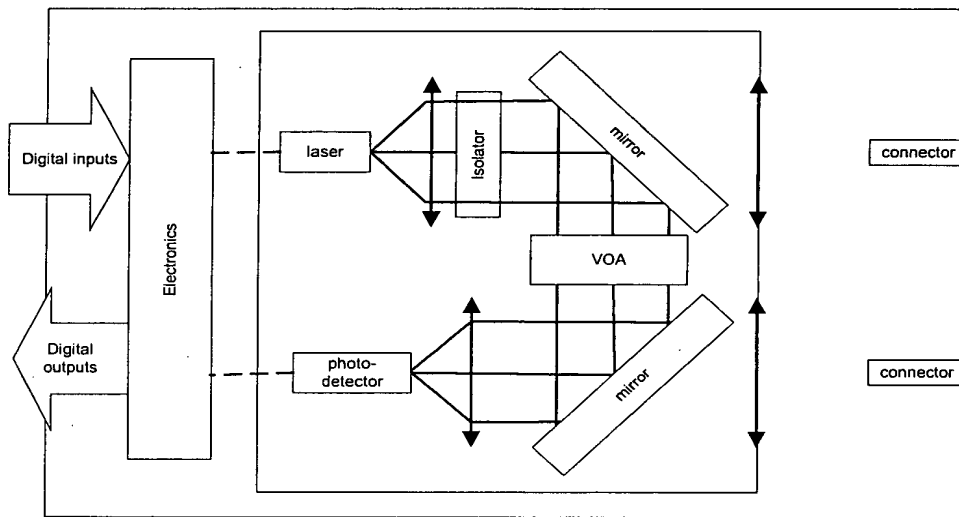 Digital inputs
Electronics
laser
Isolator
mirror
connector
VOA
Digital
outputs
photo-
detector
mirror
connector